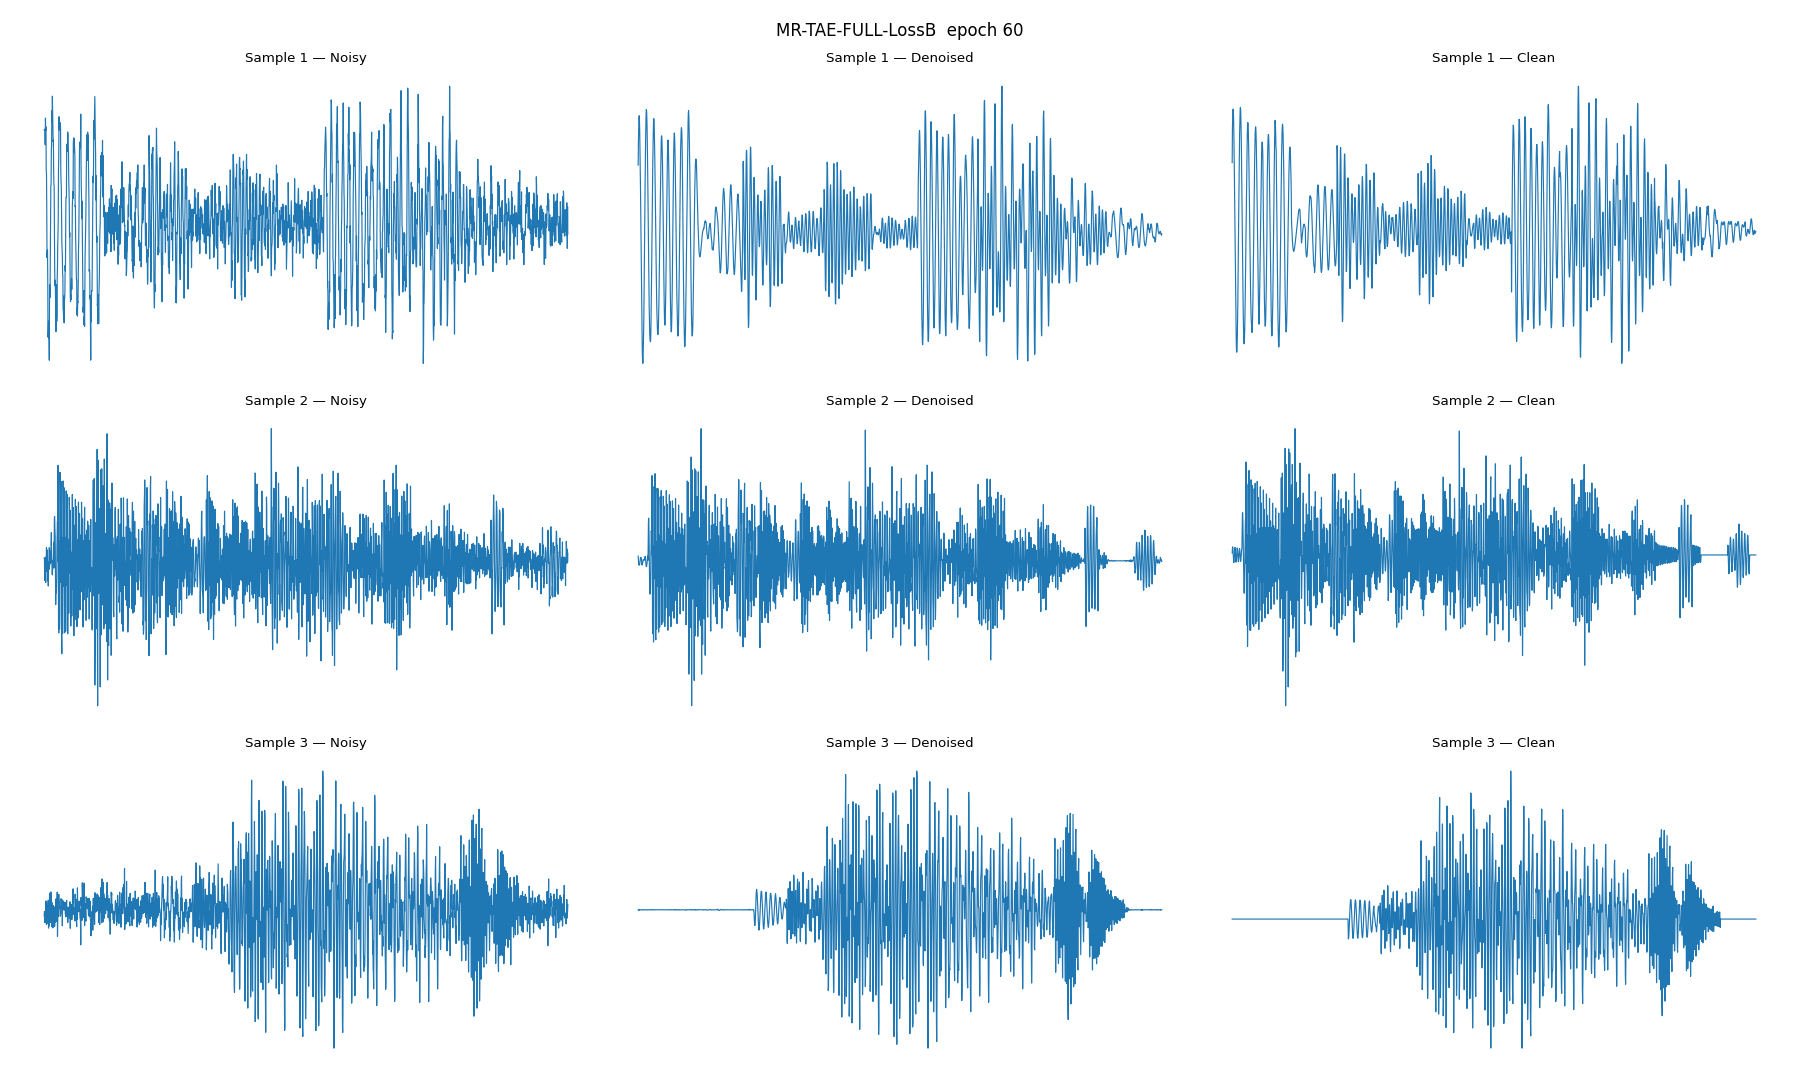 MR-TAE-FULL-LossB  epoch 60
Sample 1 — Noisy
Sample 1 — Denoised
Sample 1 — Clean
Sample 2 — Noisy
Sample 2 — Denoised
Sample 2 — Clean
Sample 3 — Noisy
Sample 3 — Denoised
Sample 3 — Clean